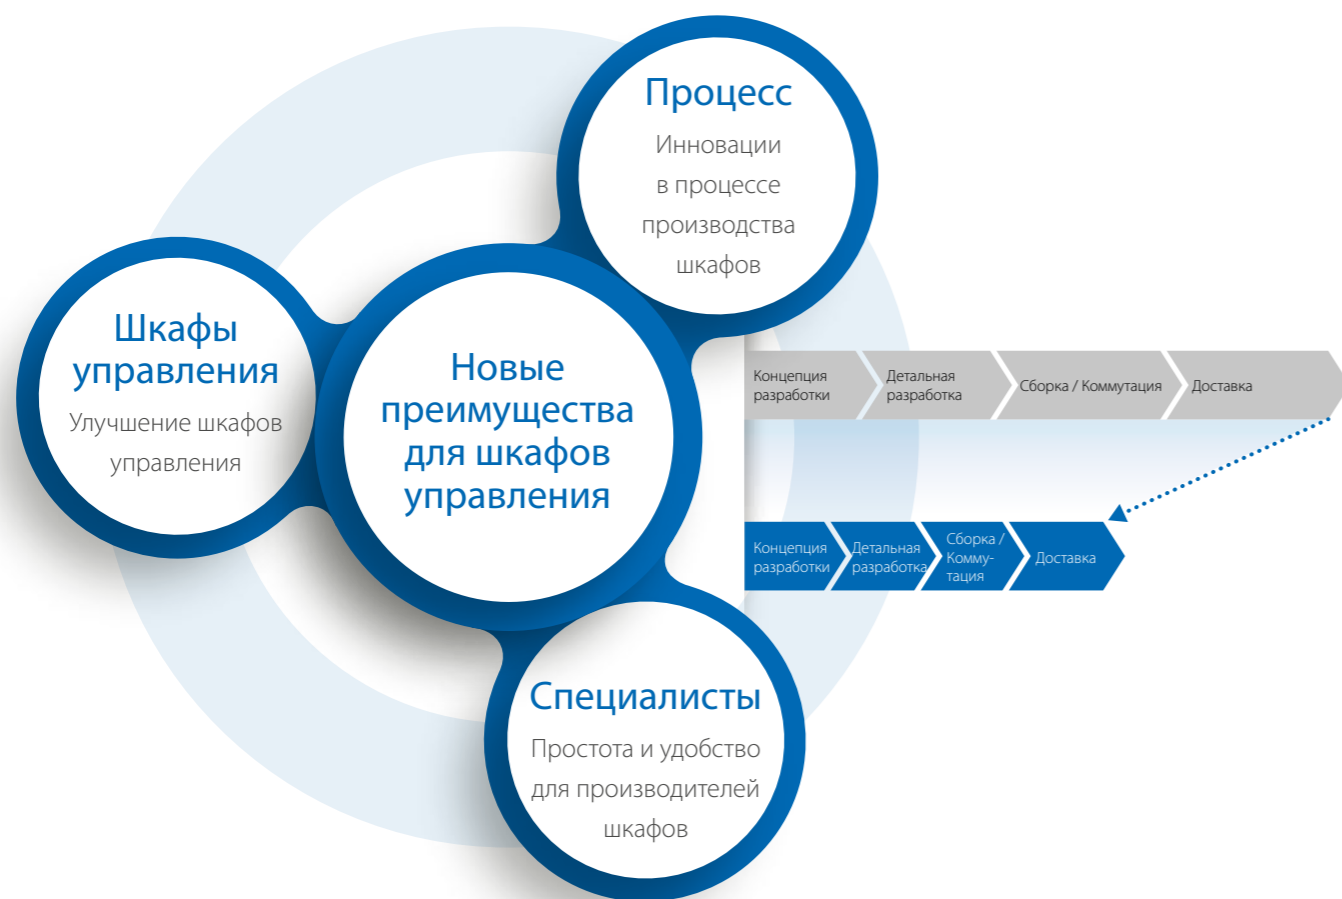 Процесс
Инновации
в процессе
производства
шкафов
Шкафы
управления
Улучшение шкафов
управления
Новые
преимущества
для шкафов
управления
Концепция
разработки
Детальная
разработка
Сборка / Коммутация
Доставка
Концепция
разработки
Детальная
разработка
Сборка /
Комму-
тация
Доставка
Специалисты
Простота и удобство
для производителей
шкафов